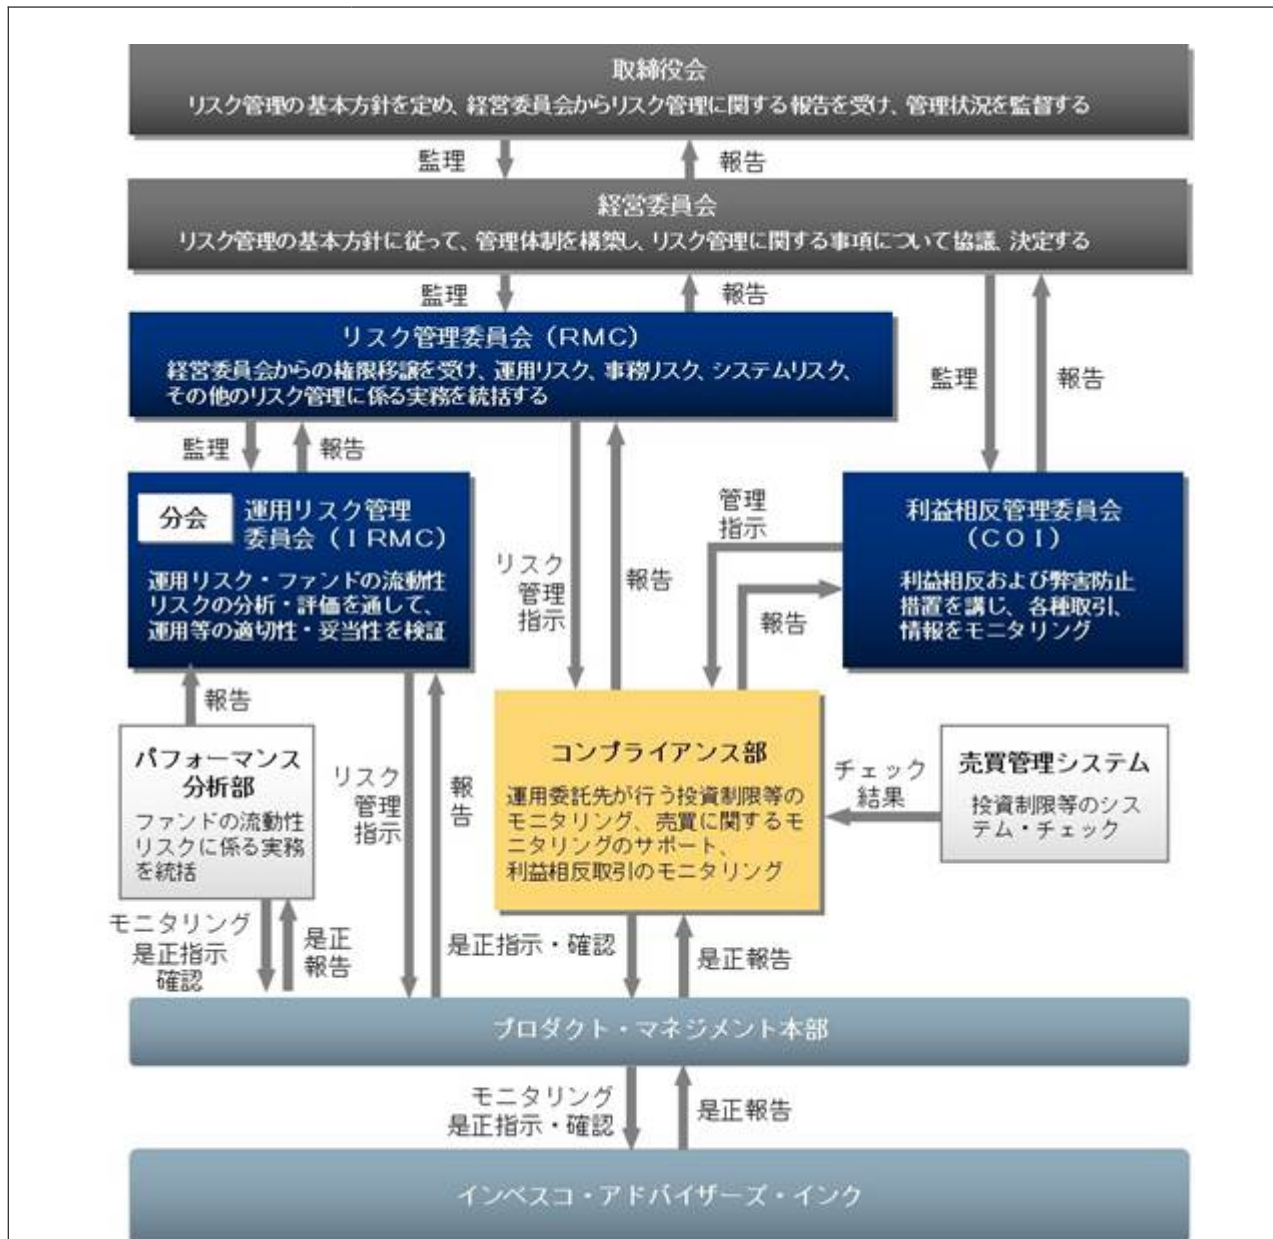 取締役会
リスク管理の基本方針を定め、経営委員会からリスク管理に関する報告を受け、管理状況を監督する
監理
報告
経営委員会
リスク管理の基本方針に従って、管理体制を構築し、リスク管理に関する事項について協議、決定する
監理
報告
リスク管理委員会（RMC）
経営委員会からの権限移譲を受け、運用リスク、事務リスク、システムリスク、
その他のリスク管理に係る実務を統括する
監理
報告
監理
報告
分会
運用リスク管理
委員会（ＩＲＭＣ）
運用リスク・ファンドの流動性
リスクの分析・評価を通して、
運用等の適切性・妥当性を検証
リスク
管理
指示
報告
管理
指示
報告
利益相反管理委員会
（ＣＯＩ）
利益相反および弊害防止
措置を講じ、各種取引、
情報をモニタリング
報告
パフォーマンス
分析部
ファンドの流動性
リスクに係る実務
を統括
リスク
管理
指示
報
告
コンプライアンス部
運用委託先が行う投資制限等の
モニタリング、売買に関するモ
ニタリングのサポート、
利益相反取引のモニタリング
チェック
結果
売買管理システム
投資制限等のシス
テム・チェック
モニタリング
是正指示
確認
是正
報告
是正指示・確認
是正報告
プロダクト・マネジメント本部
モニタリング
是正指示・確認
是正報告
インベスコ・アドバイザーズ・インク